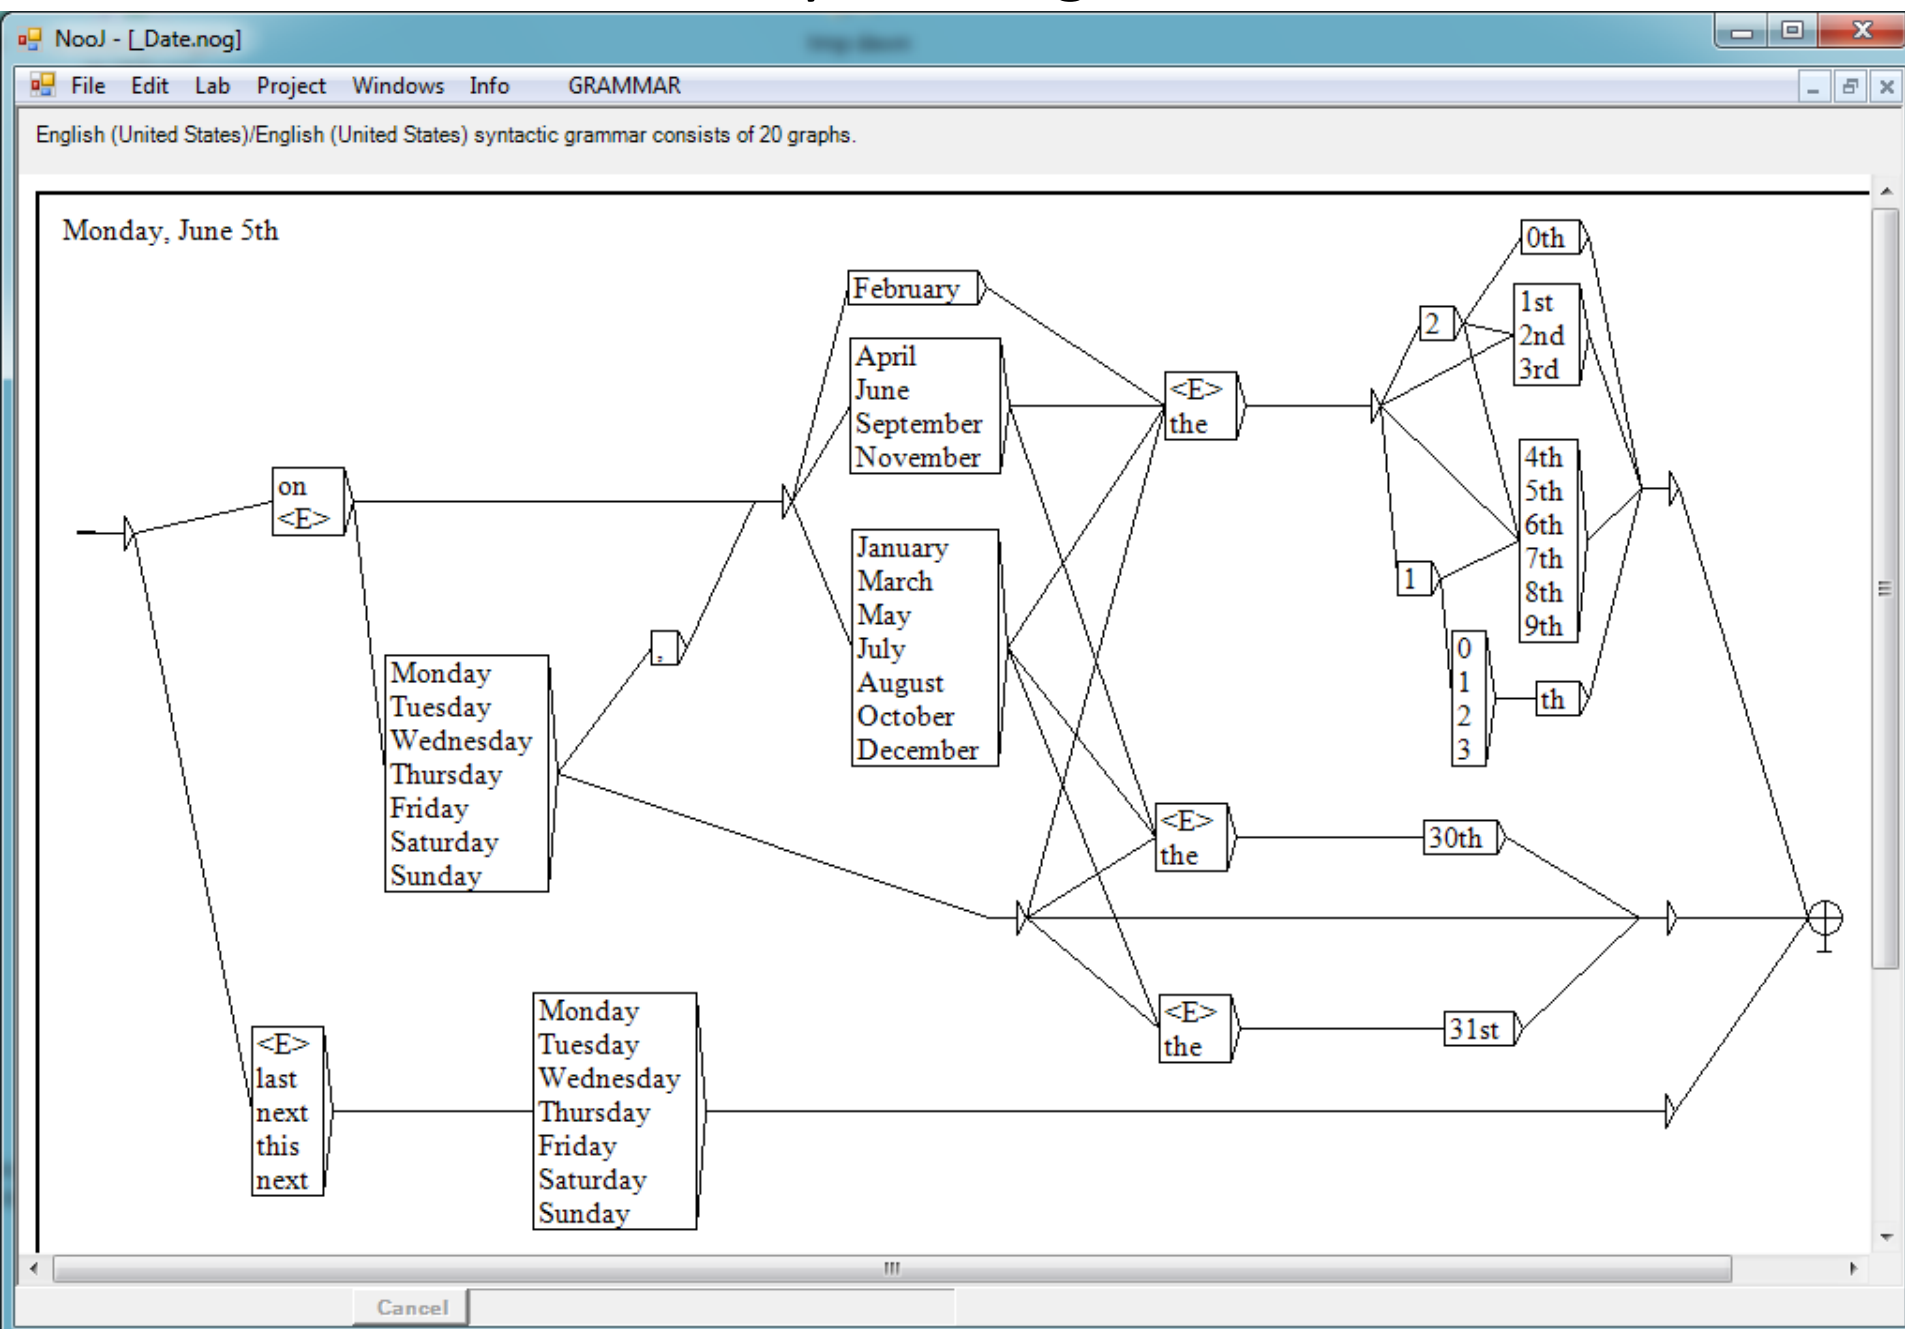 NooJ - [_Date.nog]
File Edit Lab Project Windows Info GRAMMAR
English (United States)/English (United States) syntactic grammar consists of 20 graphs.
Monday, June 5th
on
<E>
Monday
Tuesday
Wednesday
Thursday
Friday
Saturday
Sunday
,
<E>
last
next
this
next
Monday
Tuesday
Wednesday
Thursday
Friday
Saturday
Sunday
February
April
June
September
November
January
March
May
July
August
October
December
<E>
the
<E>
the
<E>
the
2
1
0th
1st
2nd
3rd
4th
5th
6th
7th
8th
9th
0
1
2
3
th
30th
31st
Cancel